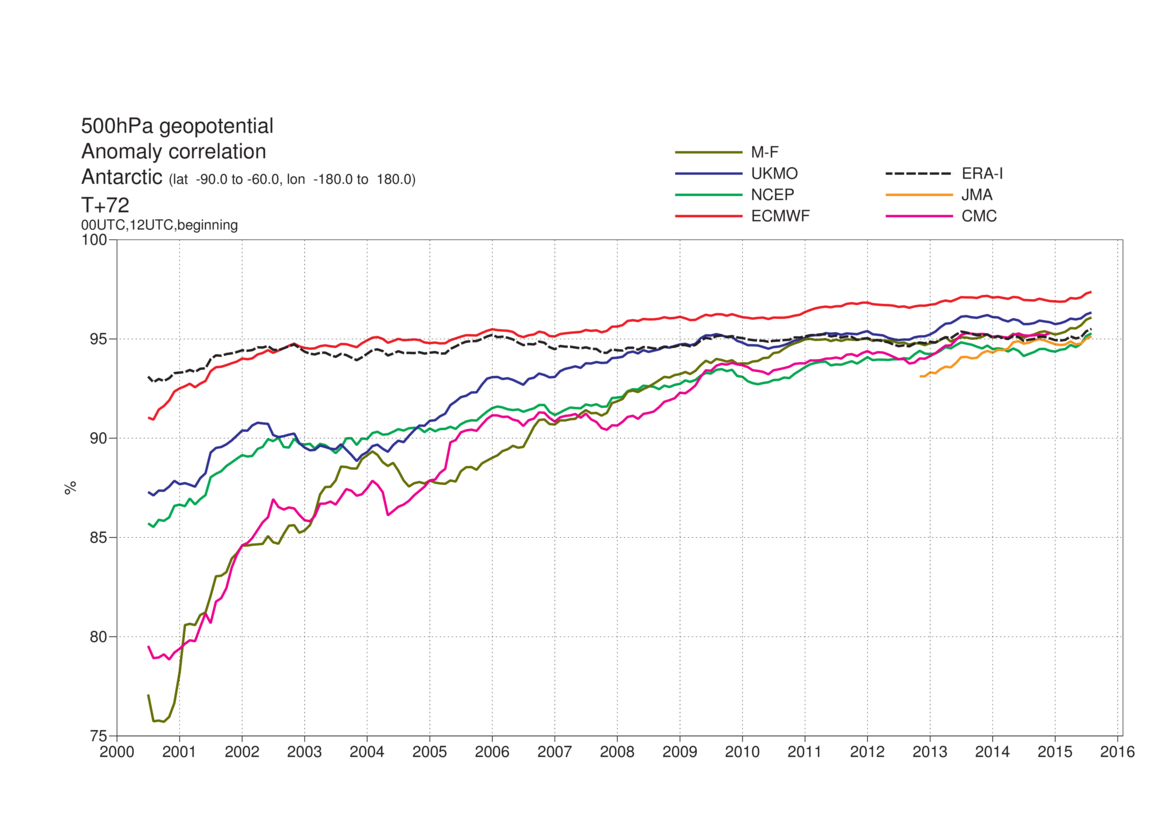 500hPa geopotential
Anomaly correlation
Antarctic (lat -90.0 to -60.0, lon -180.0 to 180.0)
T+72
00UTC,12UTC,beginning
M-F
UKMO
NCEP
ECMWF
ERA-I
JMA
CMC
100
95
90
85
80
75
%
2000 2001 2002 2003 2004 2005 2006 2007 2008 2009 2010 2011 2012 2013 2014 2015 2016